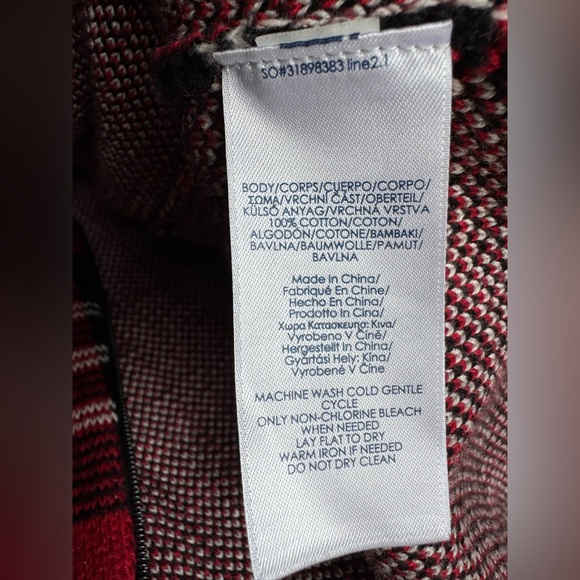 SO#31898383 line2.1
BODY/CORPS/CUERPO/CORPO/
ΣΩΜΑ/VRCHNÍ ČÁST/OBERTEIL/
KÜLSŐ ANYAG/VRCHNÁ VRSTVA
100% COTTON/COTON/
ALGODÓN/COTONE/ΒΑΜΒΑΚΙ/
BAVLNA/BAUMWOLLE/PAMUT/
BAVLNA
Made In China/
Fabriqué En Chine/
Hecho En China/
Prodotto In Cina/
Χωρα Κατασκευησ: Κινα/
Vyrobeno V Číně/
Hergestellt In China/
Gyártási Hely: Kína/
Vyrobené V Číne
MACHINE WASH COLD GENTLE
CYCLE
ONLY NON-CHLORINE BLEACH
WHEN NEEDED
LAY FLAT TO DRY
WARM IRON IF NEEDED
DO NOT DRY CLEAN